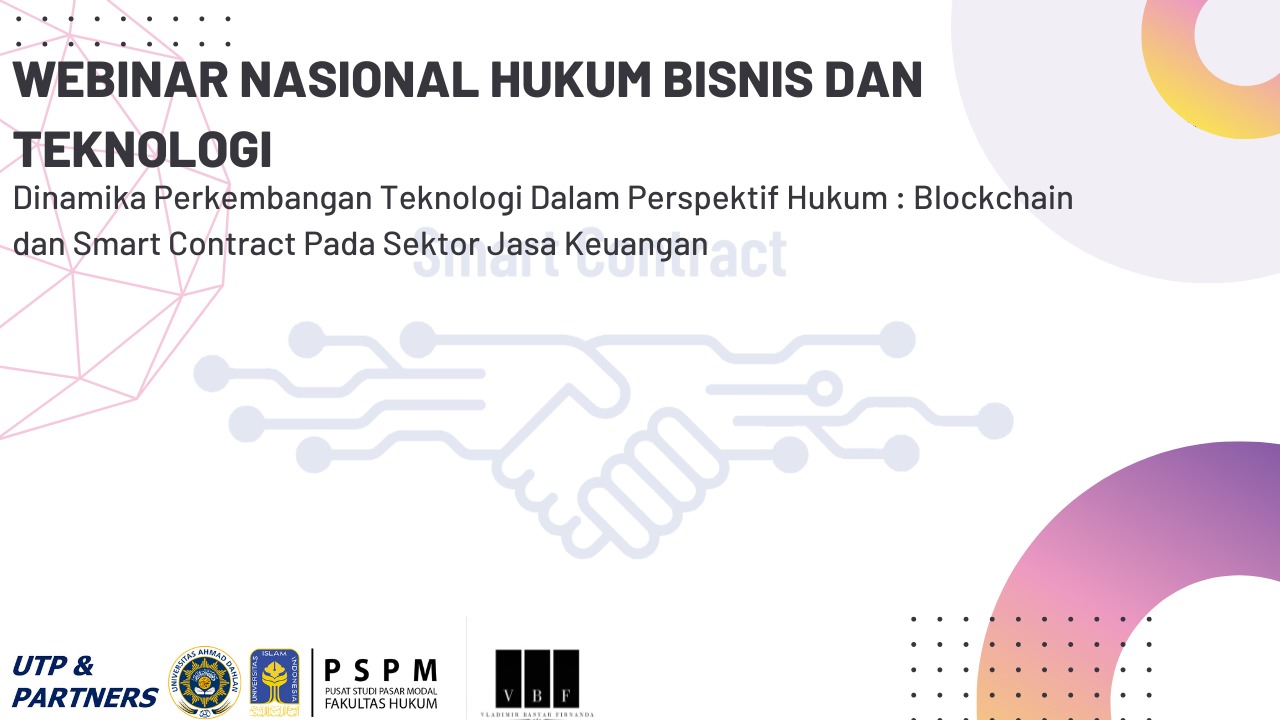 WEBINAR NASIONAL HUKUM BISNIS DAN
TEKNOLOGI
Dinamika Perkembangan Teknologi Dalam Perspektif Hukum : Blockchain
dan Smart Contract Pada Sektor Jasa Keuangan
Smart Contract
UTP &
PARTNERS
UNIVERSITAS AHMAD DAHLAN
UNIVERSITAS
ISLAM
INDONESIA
PSPM
PUSAT STUDI PASAR MODAL
FAKULTAS HUKUM
V B F
VLADIMIR BASTAR FIRNANDA